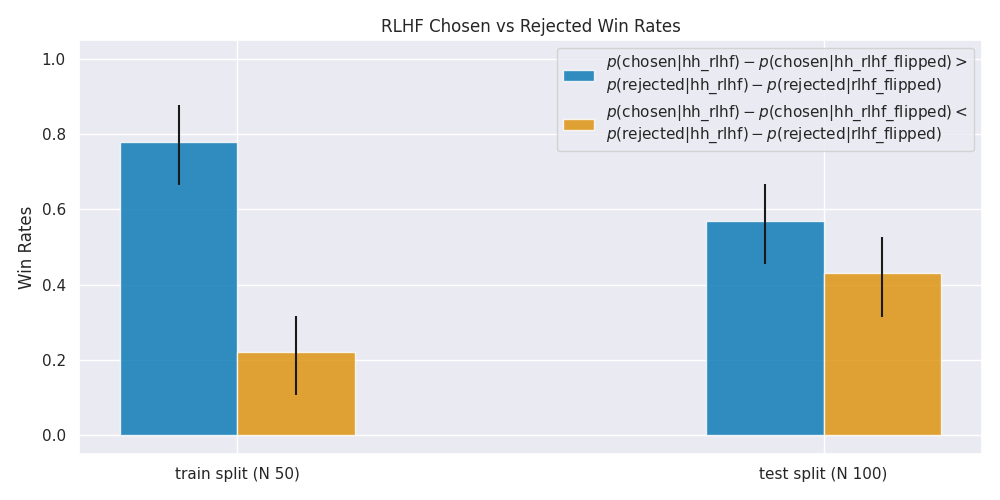 RLHF Chosen vs Rejected Win Rates
p(chosen|hh_rlhf) − p(chosen|hh_rlhf_flipped) >
p(rejected|hh_rlhf) − p(rejected|rlhf_flipped)
p(chosen|hh_rlhf) − p(chosen|hh_rlhf_flipped) <
p(rejected|hh_rlhf) − p(rejected|rlhf_flipped)
Win Rates
1.0
0.8
0.6
0.4
0.2
0.0
train split (N 50)
test split (N 100)